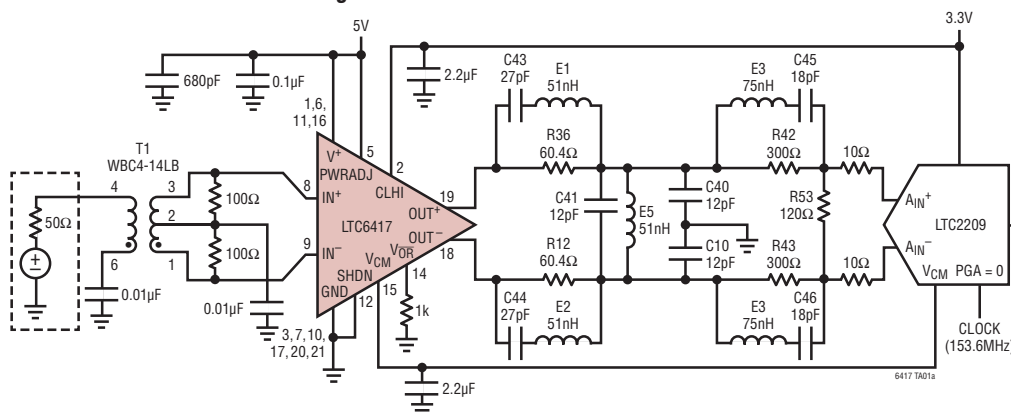 5V
3.3V
680pF
0.1µF
2.2µF
1,6,
11,16
T1
WBC4-14LB
4
3
2
1
6
50Ω
0.01µF
100Ω
100Ω
0.01µF
8
9
V+
PWRADJ
5
2
CLHI
IN+
LTC6417
IN−
OUT+
19
OUT−
18
VCM
VOR
14
SHDN
15
GND
12
3,7,10,
17,20,21
1k
2.2µF
C43
27pF
E1
51nH
R36
60.4Ω
C41
12pF
E5
51nH
R12
60.4Ω
C44
27pF
E2
51nH
C40
12pF
C10
12pF
E3
75nH
C45
18pF
R42
300Ω
R53
120Ω
R43
300Ω
E3
75nH
C46
18pF
10Ω
10Ω
AIN+
LTC2209
AIN−
VCM PGA = 0
CLOCK
(153.6MHz)
6417 TA01a